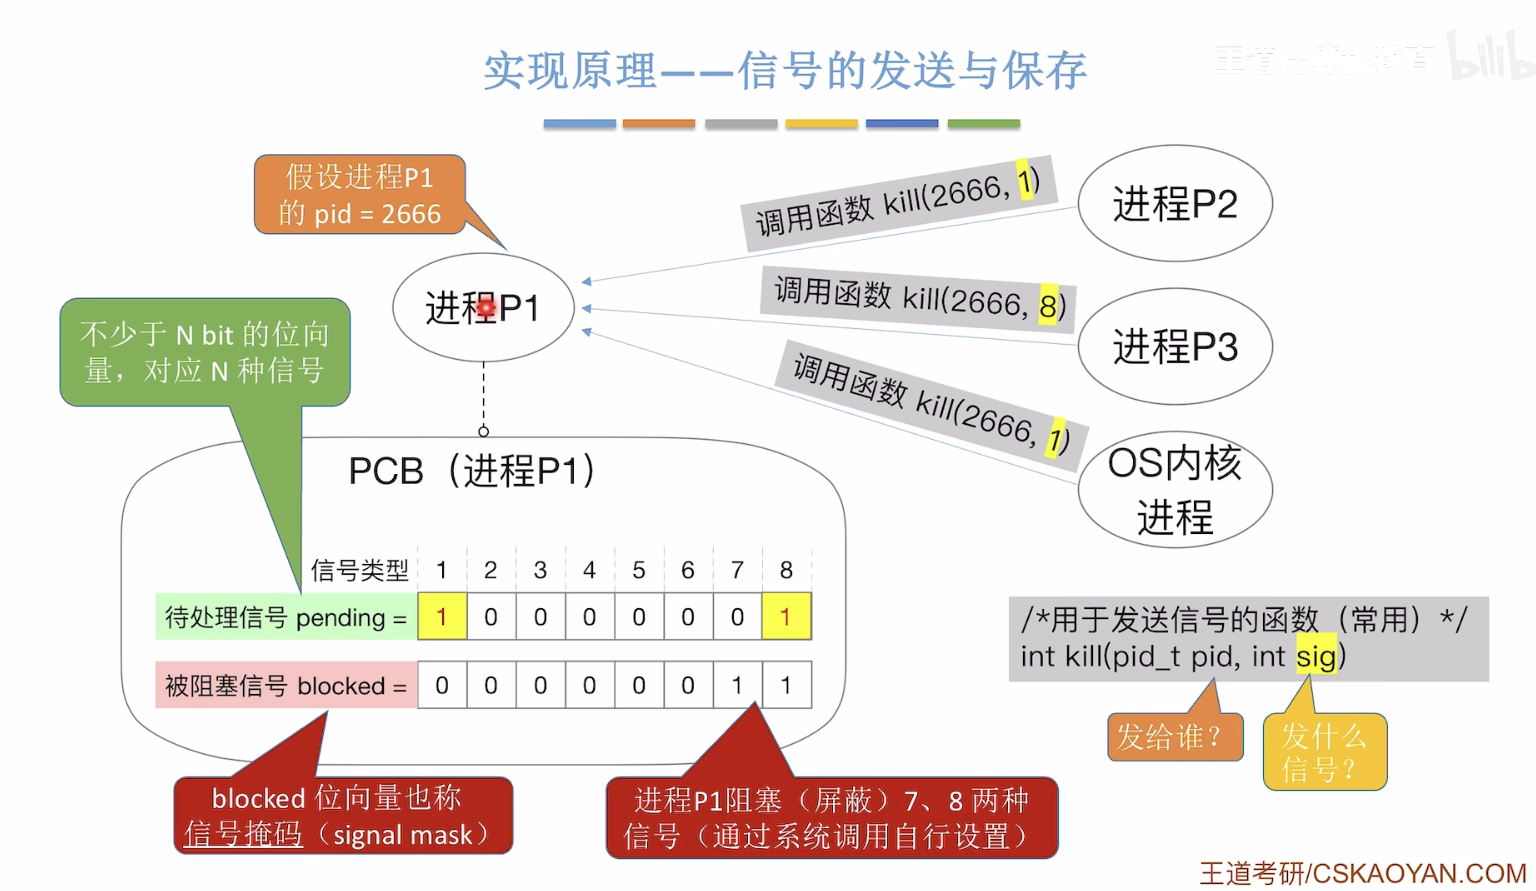 实现原理——信号的发送与保存
假设进程P1
的 pid = 2666
调用函数 kill(2666, 1)
进程P2
进程P1
调用函数 kill(2666, 8)
进程P3
不少于 N bit 的位向
量，对应 N 种信号
调用函数 kill(2666, 1)
OS内核
进程
PCB（进程P1）
信号类型 1 2 3 4 5 6 7 8
待处理信号 pending = 1 0 0 0 0 0 0 1
被阻塞信号 blocked = 0 0 0 0 0 0 1 1
/*用于发送信号的函数（常用）*/
int kill(pid_t pid, int sig)
发给谁？
发什么
信号？
blocked 位向量也称
信号掩码（signal mask）
进程P1阻塞（屏蔽）7、8 两种
信号（通过系统调用自行设置）
王道考研/CSKAOYAN.COM